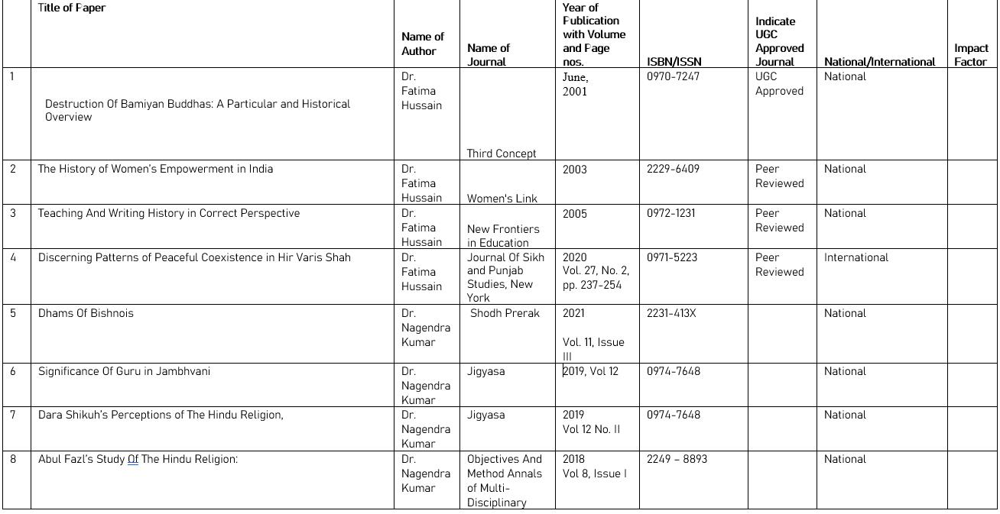 Title of Paper
Name of
Author
Name of
Journal
Year of
Publication
with Volume
and Page
nos.
ISBN/ISSN
Indicate
UGC
Approved
Journal
National/International
Impact
Factor
1
Destruction Of Bamiyan Buddhas: A Particular and Historical
Overview
Dr.
Fatima
Hussain
Third Concept
June,
2001
0970-7247
UGC
Approved
National
2
The History of Women's Empowerment in India
Dr.
Fatima
Hussain
Women's Link
2003
2229-6409
Peer
Reviewed
National
3
Teaching And Writing History in Correct Perspective
Dr.
Fatima
Hussain
New Frontiers
in Education
2005
0972-1231
Peer
Reviewed
National
4
Discerning Patterns of Peaceful Coexistence in Hir Varis Shah
Dr.
Fatima
Hussain
Journal Of Sikh
and Punjab
Studies, New
York
2020
Vol. 27, No. 2,
pp. 237-254
0971-5223
Peer
Reviewed
International
5
Dhams Of Bishnois
Dr.
Nagendra
Kumar
Shodh Prerak
2021
Vol. 11, Issue
III
2231-413X
National
6
Significance Of Guru in Jambhvani
Dr.
Nagendra
Kumar
Jigyasa
2019, Vol 12
0974-7648
National
7
Dara Shikuh's Perceptions of The Hindu Religion,
Dr.
Nagendra
Kumar
Jigyasa
2019
Vol 12 No. II
0974-7648
National
8
Abul Fazl's Study Of The Hindu Religion:
Dr.
Nagendra
Kumar
Objectives And
Method Annals
of Multi-
Disciplinary
2018
Vol 8, Issue I
2249 – 8893
National